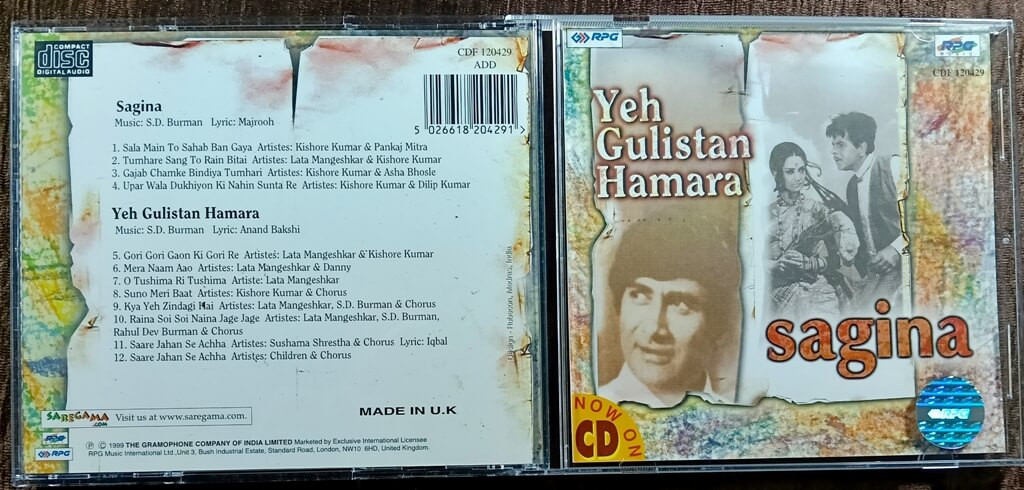 COMPACT
disc
DIGITAL AUDIO
CDF 120429
ADD
5 026618 204291 >
Sagina
Music: S.D. Burman Lyric: Majrooh
1. Sala Main To Sahab Ban Gaya Artistes: Kishore Kumar & Pankaj Mitra
2. Tumhare Sang To Rain Bitai Artistes: Lata Mangeshkar & Kishore Kumar
3. Gajab Chamke Bindiya Tumhari Artistes: Kishore Kumar & Asha Bhosle
4. Upar Wala Dukhiyon Ki Nahin Sunta Re Artistes: Kishore Kumar & Dilip Kumar
Yeh Gulistan Hamara
Music: S.D. Burman Lyric: Anand Bakshi
5. Gori Gori Gaon Ki Gori Re Artistes: Lata Mangeshkar & Kishore Kumar
6. Mera Naam Aao Artistes: Lata Mangeshkar & Danny
7. O Tushima Ri Tushima Artiste: Lata Mangeshkar
8. Suno Meri Baat Artistes: Kishore Kumar & Chorus
9. Kya Yeh Zindagi Hai Artistes: Lata Mangeshkar, S.D. Burman & Chorus
10. Raina Soi Soi Naina Jage Jage Artistes: Lata Mangeshkar, S.D. Burman,
Rahul Dev Burman & Chorus
11. Saare Jahan Se Achha Artistes: Sushama Shrestha & Chorus Lyric: Iqbal
12. Saare Jahan Se Achha Artistes: Children & Chorus
Design: Madras, India
SAREGAMA
.COM
Visit us at www.saregama.com.
MADE IN U.K
RPG
RPG
℗ © 1999 THE GRAMOPHONE COMPANY OF INDIA LIMITED Marketed by Exclusive International Licensee
RPG Music International Ltd.,Unit 3, Bush Industrial Estate, Standard Road, London, NW10 6HD, United Kingdom.
RPG
RPG
CDF 120429
Yeh
Gulistan
Hamara
sagina
NOW ON
CD
RPG